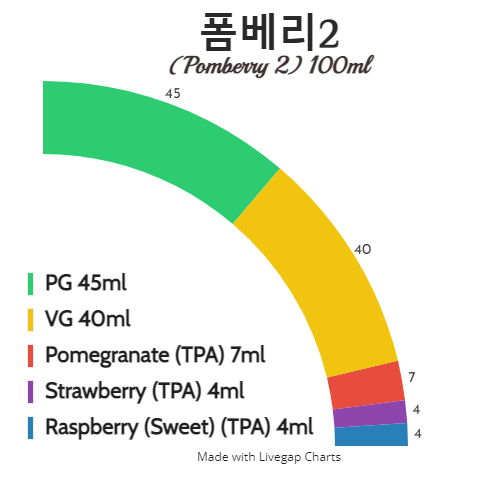 폼베리2
(Pomberry 2) 100ml
45
40
7
4
4
PG 45ml
VG 40ml
Pomegranate (TPA) 7ml
Strawberry (TPA) 4ml
Raspberry (Sweet) (TPA) 4ml
Made with Livegap Charts